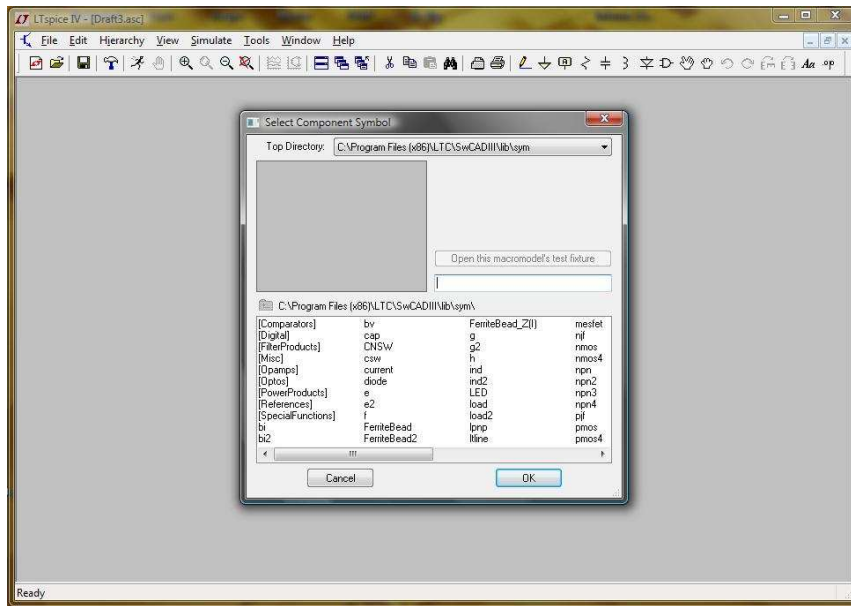 LTspice IV - [Draft3.asc]
File Edit Hierarchy View Simulate Tools Window Help
Aa .op
Select Component Symbol
Top Directory: C:\Program Files (x86)\LTC\SwCADIII\lib\sym
Open this macromodel's test fixture
C:\Program Files (x86)\LTC\SwCADIII\lib\sym\
[Comparators] bv FerriteBead_Z(I) mesfet
[Digital] cap g njf
[FilterProducts] CNSW g2 nmos
[Misc] csw h nmos4
[Opamps] current ind npn
[Optos] diode ind2 npn2
[PowerProducts] e LED npn3
[References] e2 load npn4
[SpecialFunctions] f load2 pjf
bi FerriteBead lpnp pmos
bi2 FerriteBead2 ltline pmos4
Cancel OK
Ready